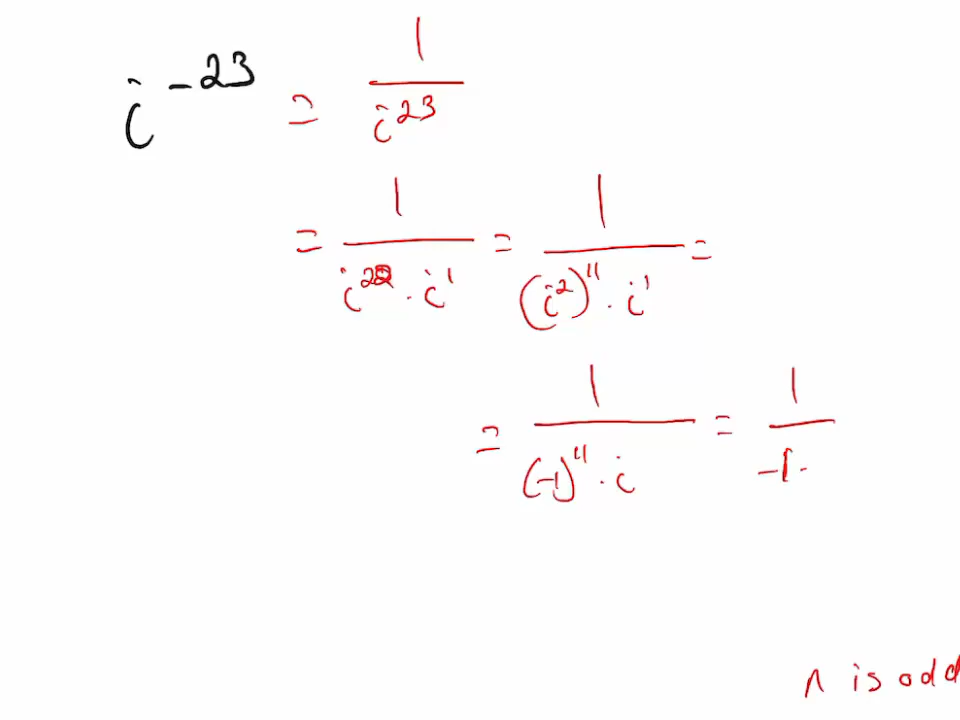 i^-23 = 1/i^23
= 1/(i^22 · i^1) = 1/((i^2)^11 · i^1) =
= 1/((-1)^11 · i) = 1/(-1·
n is odd